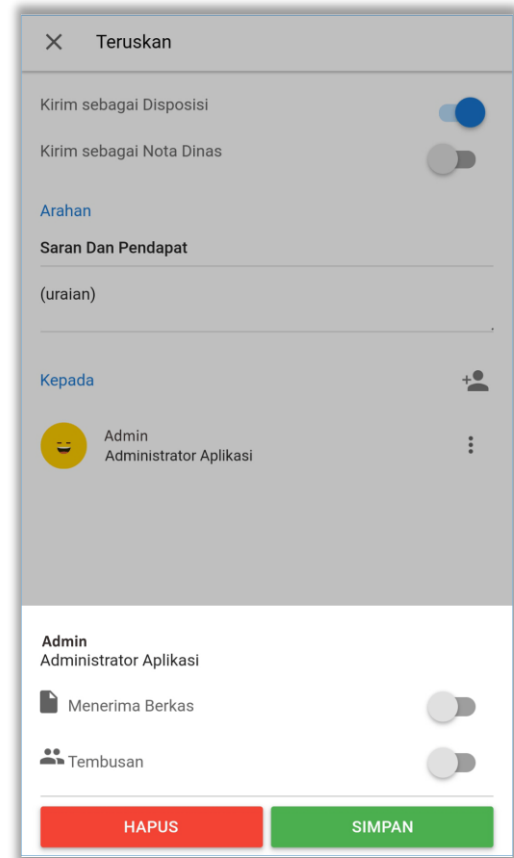 Teruskan
Kirim sebagai Disposisi
Kirim sebagai Nota Dinas
Arahan
Saran Dan Pendapat
(uraian)
Kepada
Admin
Administrator Aplikasi
Admin
Administrator Aplikasi
Menerima Berkas
Tembusan
HAPUS
SIMPAN